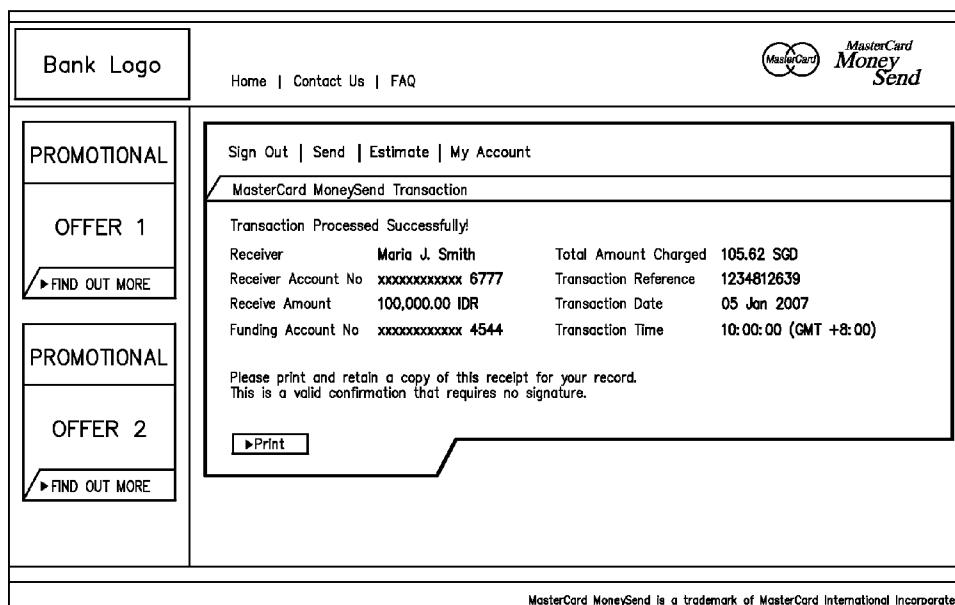 Bank Logo
Home | Contact Us | FAQ
MasterCard
MasterCard
Money
Send
PROMOTIONAL
OFFER 1
▶FIND OUT MORE
PROMOTIONAL
OFFER 2
▶FIND OUT MORE
Sign Out | Send | Estimate | My Account
MasterCard MoneySend Transaction
Transaction Processed Successfully!
Receiver Maria J. Smith Total Amount Charged 105.62 SGD
Receiver Account No xxxxxxxxxxxx 6777 Transaction Reference 1234812639
Receive Amount 100,000.00 IDR Transaction Date 05 Jan 2007
Funding Account No xxxxxxxxxxxx 4544 Transaction Time 10:00:00 (GMT +8:00)
Please print and retain a copy of this receipt for your record.
This is a valid confirmation that requires no signature.
▶Print
MasterCard MoneySend is a trademark of MasterCard International Incorporate